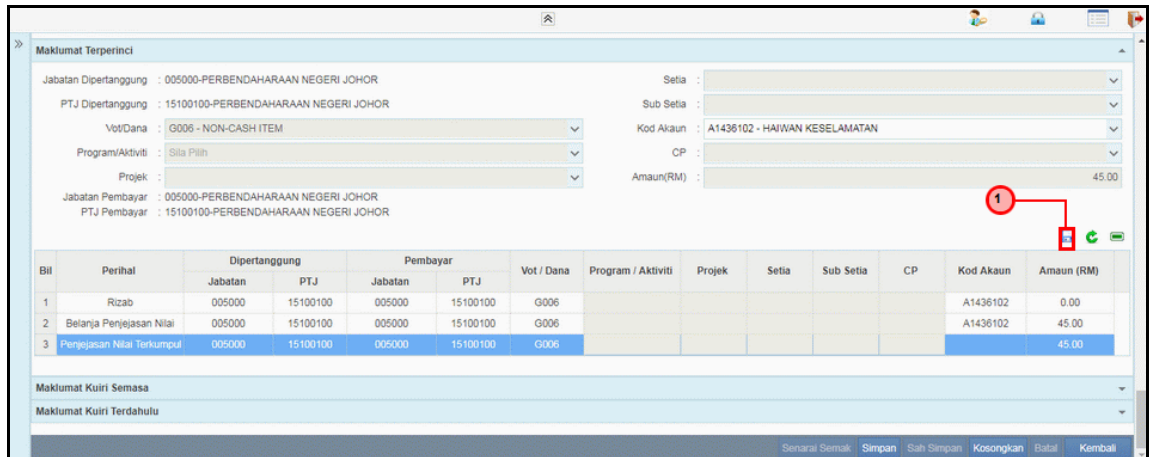 Maklumat Terperinci
Jabatan Dipertanggung : 005000-PERBENDAHARAAN NEGERI JOHOR
Setia :
PTJ Dipertanggung : 15100100-PERBENDAHARAAN NEGERI JOHOR
Sub Setia :
Vot/Dana : G006 - NON-CASH ITEM
Kod Akaun : A1436102 - HAIWAN KESELAMATAN
Program/Aktiviti : Sila Pilih
CP :
Projek :
Amaun(RM) : 45.00
Jabatan Pembayar : 005000-PERBENDAHARAAN NEGERI JOHOR
PTJ Pembayar : 15100100-PERBENDAHARAAN NEGERI JOHOR
1
Bil Perihal Dipertanggung Pembayar Vot / Dana Program / Aktiviti Projek Setia Sub Setia CP Kod Akaun Amaun (RM)
Jabatan PTJ Jabatan PTJ
1 Rizab 005000 15100100 005000 15100100 G006 A1436102 0.00
2 Belanja Penjejasan Nilai 005000 15100100 005000 15100100 G006 A1436102 45.00
3 Penjejasan Nilai Terkumpul 005000 15100100 005000 15100100 G006 45.00
Maklumat Kuiri Semasa
Maklumat Kuiri Terdahulu
Senarai Semak Simpan Sah Simpan Kosongkan Batal Kembali